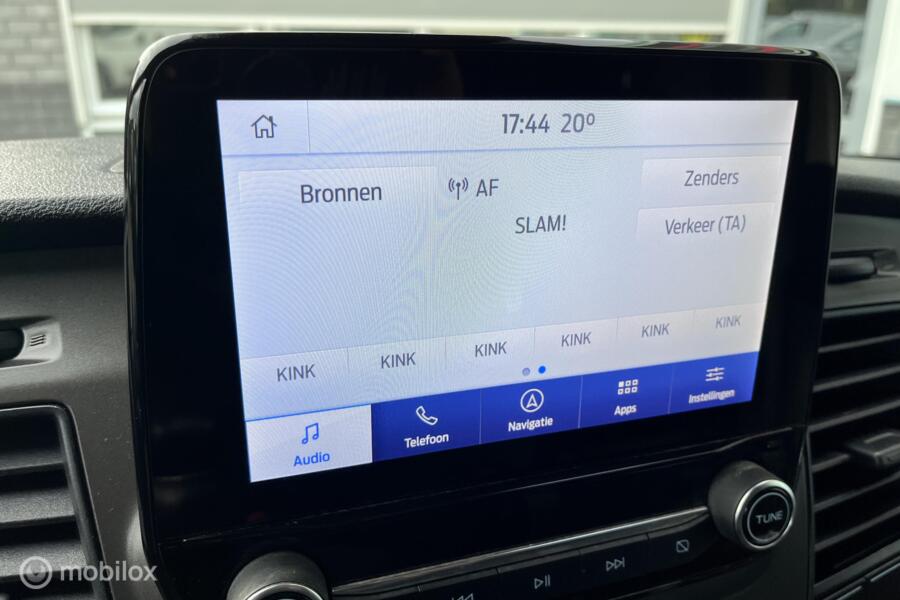 17:44 20°
Bronnen
AF
Zenders
SLAM!
Verkeer (TA)
KINK KINK KINK KINK KINK KINK
Audio
Telefoon
Navigatie
Apps
Instellingen
TUNE
mobilox